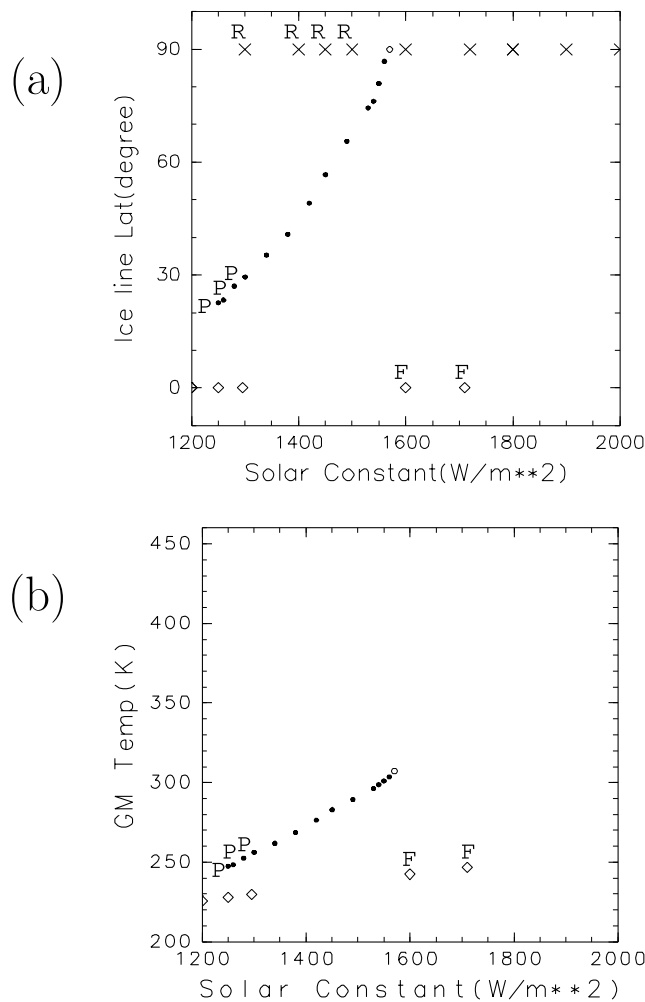 (a)
R R R R
90
60
30
0
Ice line Lat(degree)
P
P
P
F F
1200 1400 1600 1800 2000
Solar Constant(W/m**2)
(b)
450
400
350
300
250
200
GM Temp(K)
P
P
P
F F
1200 1400 1600 1800 2000
Solar Constant(W/m**2)